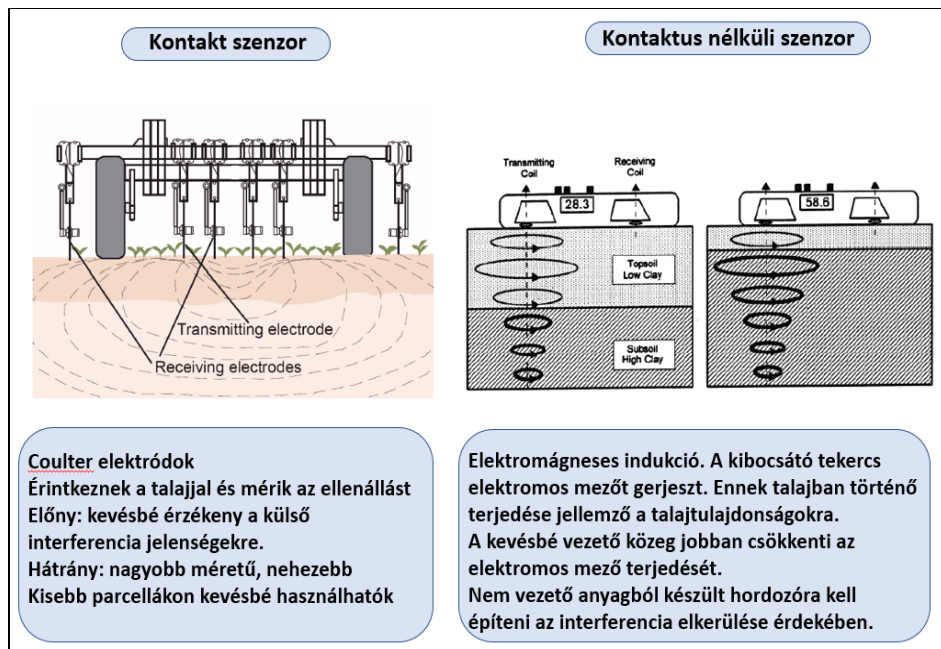 Kontakt szenzor
Transmitting electrode
Receiving electrodes
Coulter elektródok
Érintkeznek a talajjal és mérik az ellenállást
Előny: kevésbé érzékeny a külső
interferencia jelenségekre.
Hátrány: nagyobb méretű, nehezebb
Kisebb parcellákon kevésbé használhatók
Kontaktus nélküli szenzor
Transmitting
Coil
Receiving
Coil
28.3
58.6
Topsoil
Low Clay
Subsoil
High Clay
Elektromágneses indukció. A kibocsátó tekercs
elektromos mezőt gerjeszt. Ennek talajban történő
terjedése jellemző a talajtulajdonságokra.
A kevésbé vezető közeg jobban csökkenti az
elektromos mező terjedését.
Nem vezető anyagból készült hordozóra kell
építeni az interferencia elkerülése érdekében.